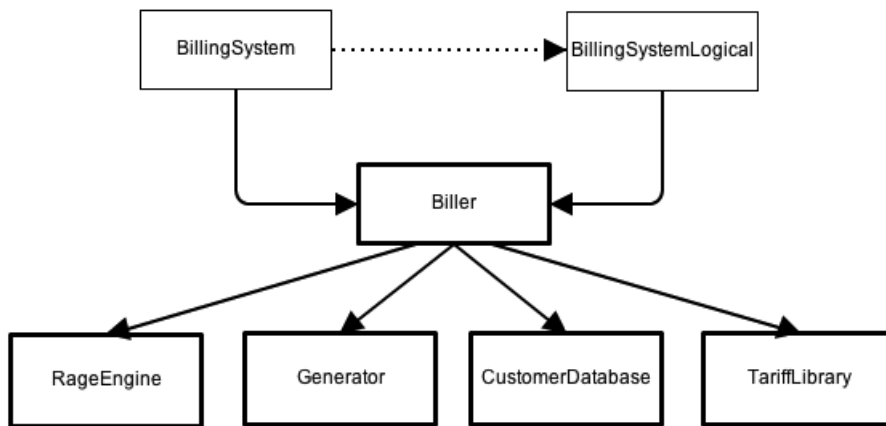 BillingSystem
BillingSystemLogical
Biller
RageEngine
Generator
CustomerDatabase
TariffLibrary